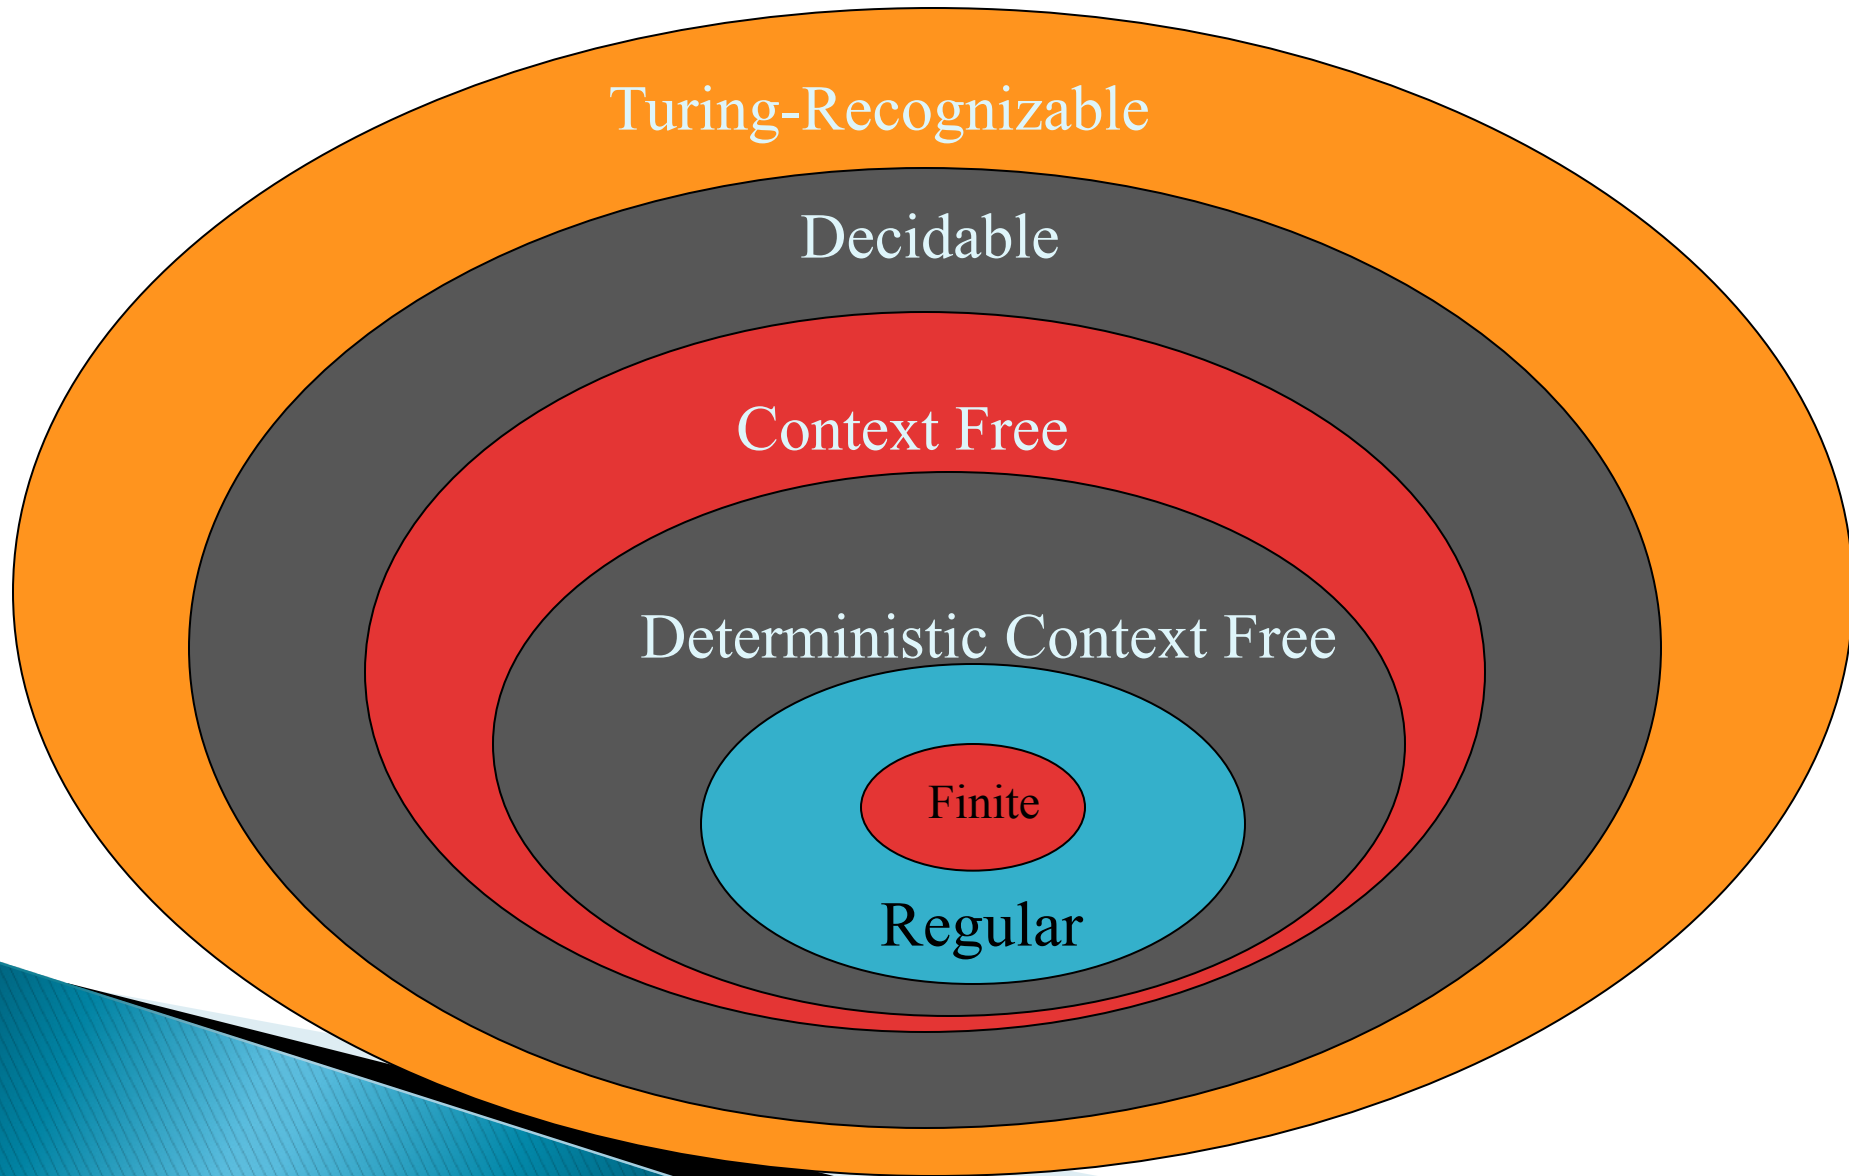 Turing-Recognizable
Decidable
Context Free
Deterministic Context Free
Finite
Regular